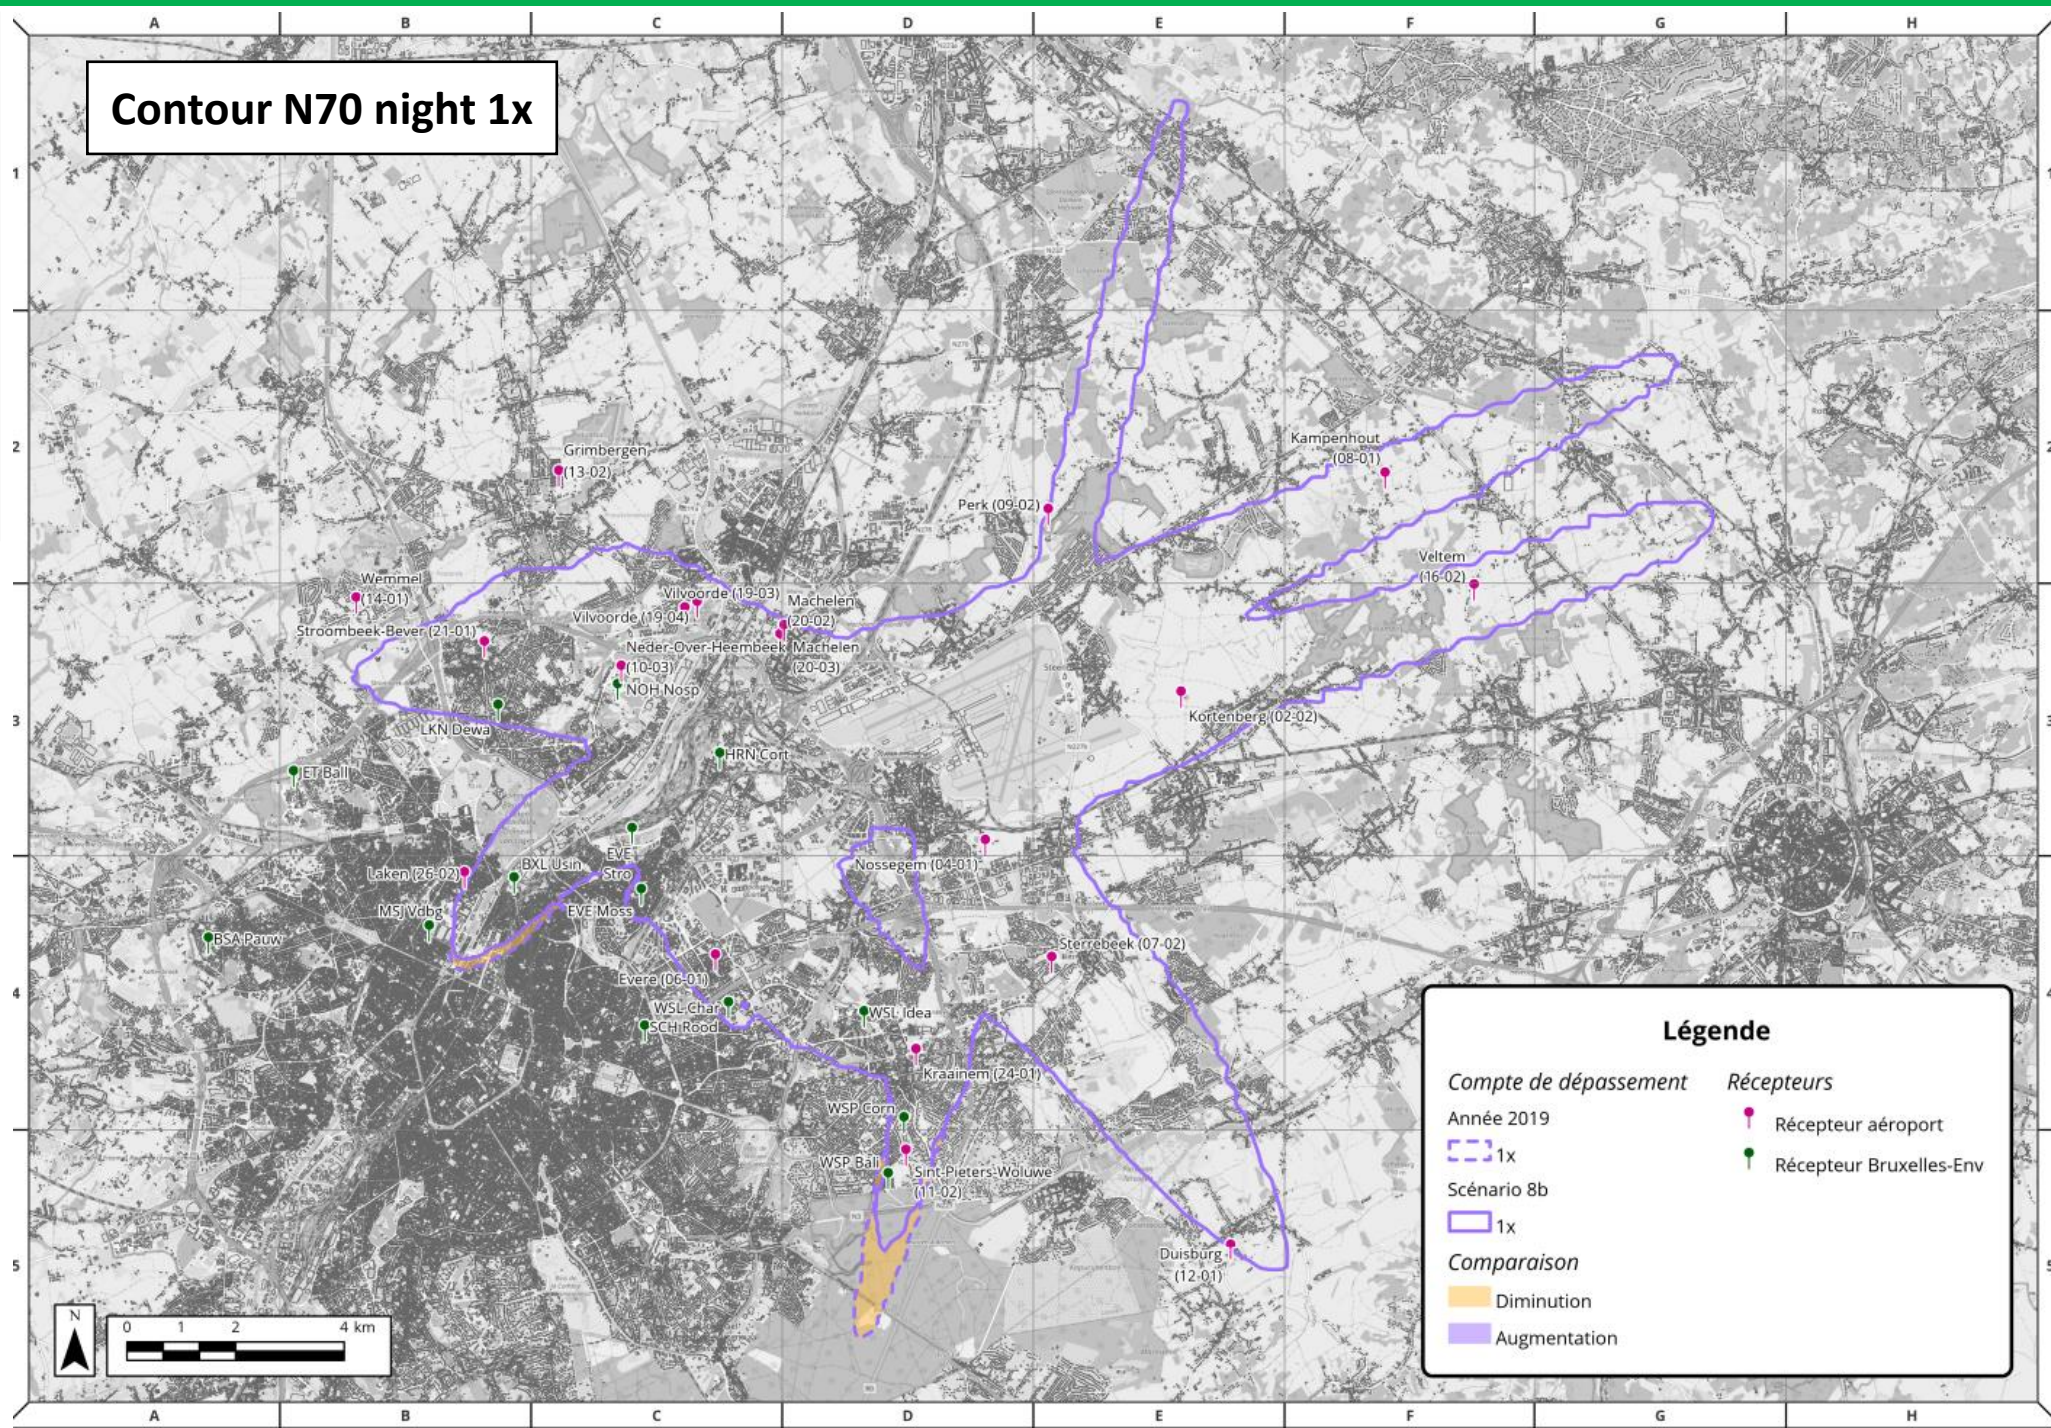 A B C D E F G H
Contour N70 night 1x
1
1
Grimbergen
(13-02)
Kampenhout
(08-01)
2
2
Perk (09-02)
Veltem
(16-02)
Wemmel
(14-01)
Vilvoorde (19-03)
Machelen
(20-02)
Vilvoorde (19-04)
Stroombeek-Bever (21-01)
Neder-Over-Heembeek
(10-03)
Machelen
(20-03)
NOH Nosp
Kortenberg (02-02)
3
3
LKN Dewa
HRN Cort
JET Ball
EVE
Stro
BXL Usin
Nossegem (04-01)
Laken (26-02)
MSJ Vdbg
EVE Moss
BSA Pauw
Sterrebeek (07-02)
Evere (06-01)
4
4
WSL Char
WSL Idea
SCH Rood
Kraainem (24-01)
WSP Corn
WSP Bali
Sint-Pieters-Woluwe
(11-02)
Duisburg
(12-01)
5
5
N
0 1 2 4 km
Légende
Compte de dépassement
Année 2019
1x
Scénario 8b
1x
Comparaison
Diminution
Augmentation
Récepteurs
Récepteur aéroport
Récepteur Bruxelles-Env
A B C D E F G H